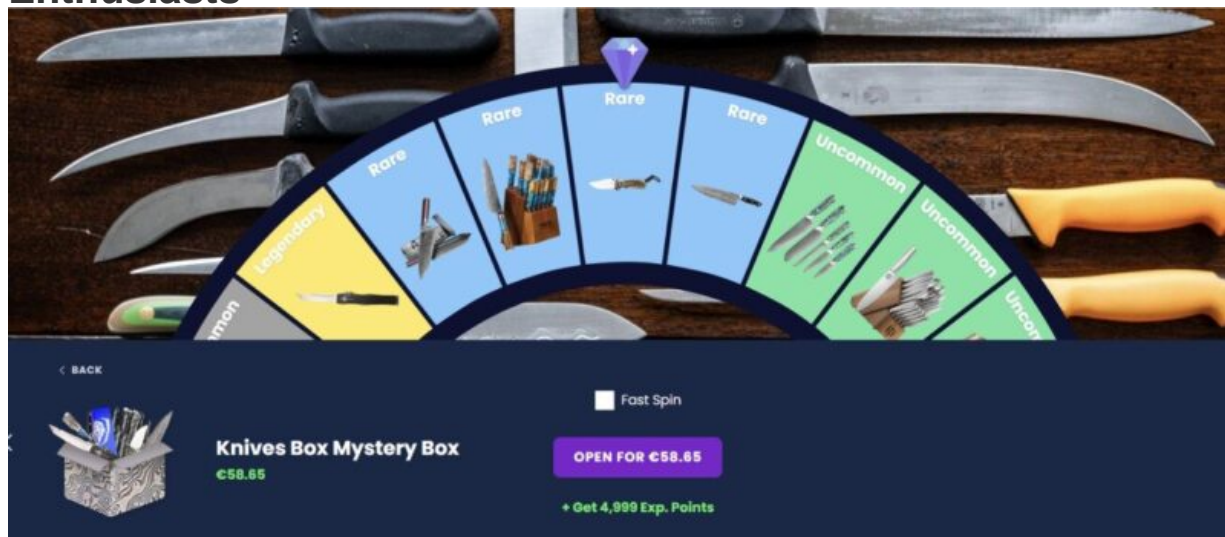 Enthusiasts
Legendary
Rare
Rare
Rare
Rare
Uncommon
Uncommon
BACK
Fast Spin
Knives Box Mystery Box
€58.65
OPEN FOR €58.65
+ Get 4,999 Exp. Points